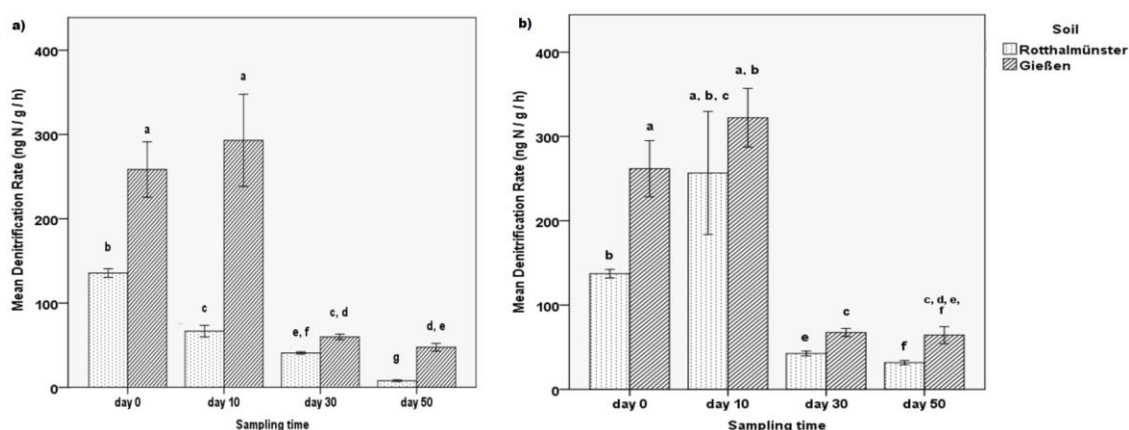 a)
Mean Denitrification Rate (ng N / g / h)
400
300
200
100
0
b
a
c
a
e, f
c, d
g
d, e
day 0
day 10
day 30
day 50
Sampling time
b)
Mean Denitrification Rate (ng N / g / h)
400
300
200
100
0
b
a
a, b, c
a, b
e
c
f
c, d, e,
f
day 0
day 10
day 30
day 50
Sampling time
Soil
Rotthalmünster
Gießen